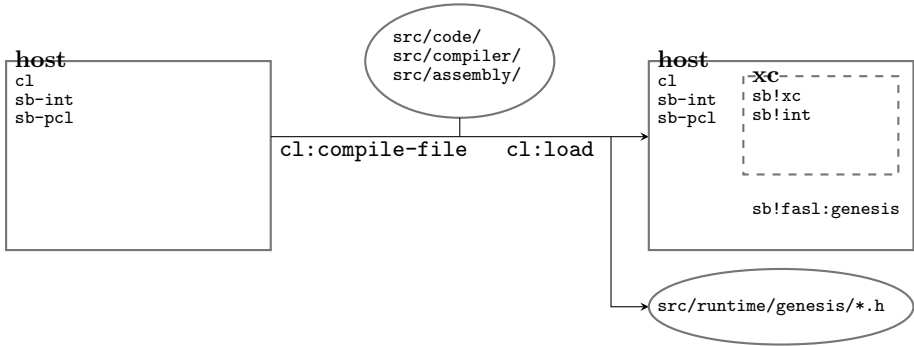 host
cl
sb-int
sb-pcl
src/code/
src/compiler/
src/assembly/
cl:compile-file
cl:load
host
cl
sb-int
sb-pcl
xc
sb!xc
sb!int
sb!fasl:genesis
src/runtime/genesis/*.h